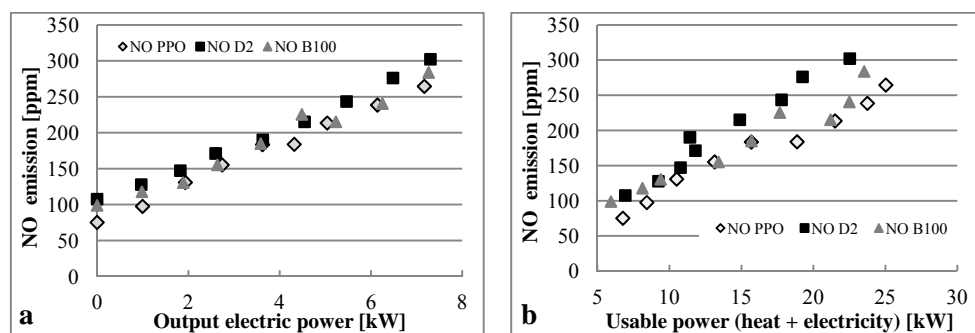 350
300
250
200
150
100
50
0
NO emission [ppm]
NO PPO NO D2 NO B100
0 2 4 6 8
Output electric power [kW]
a
350
300
250
200
150
100
50
0
NO emission [ppm]
NO PPO NO D2 NO B100
5 10 15 20 25 30
Usable power (heat + electricity) [kW]
b